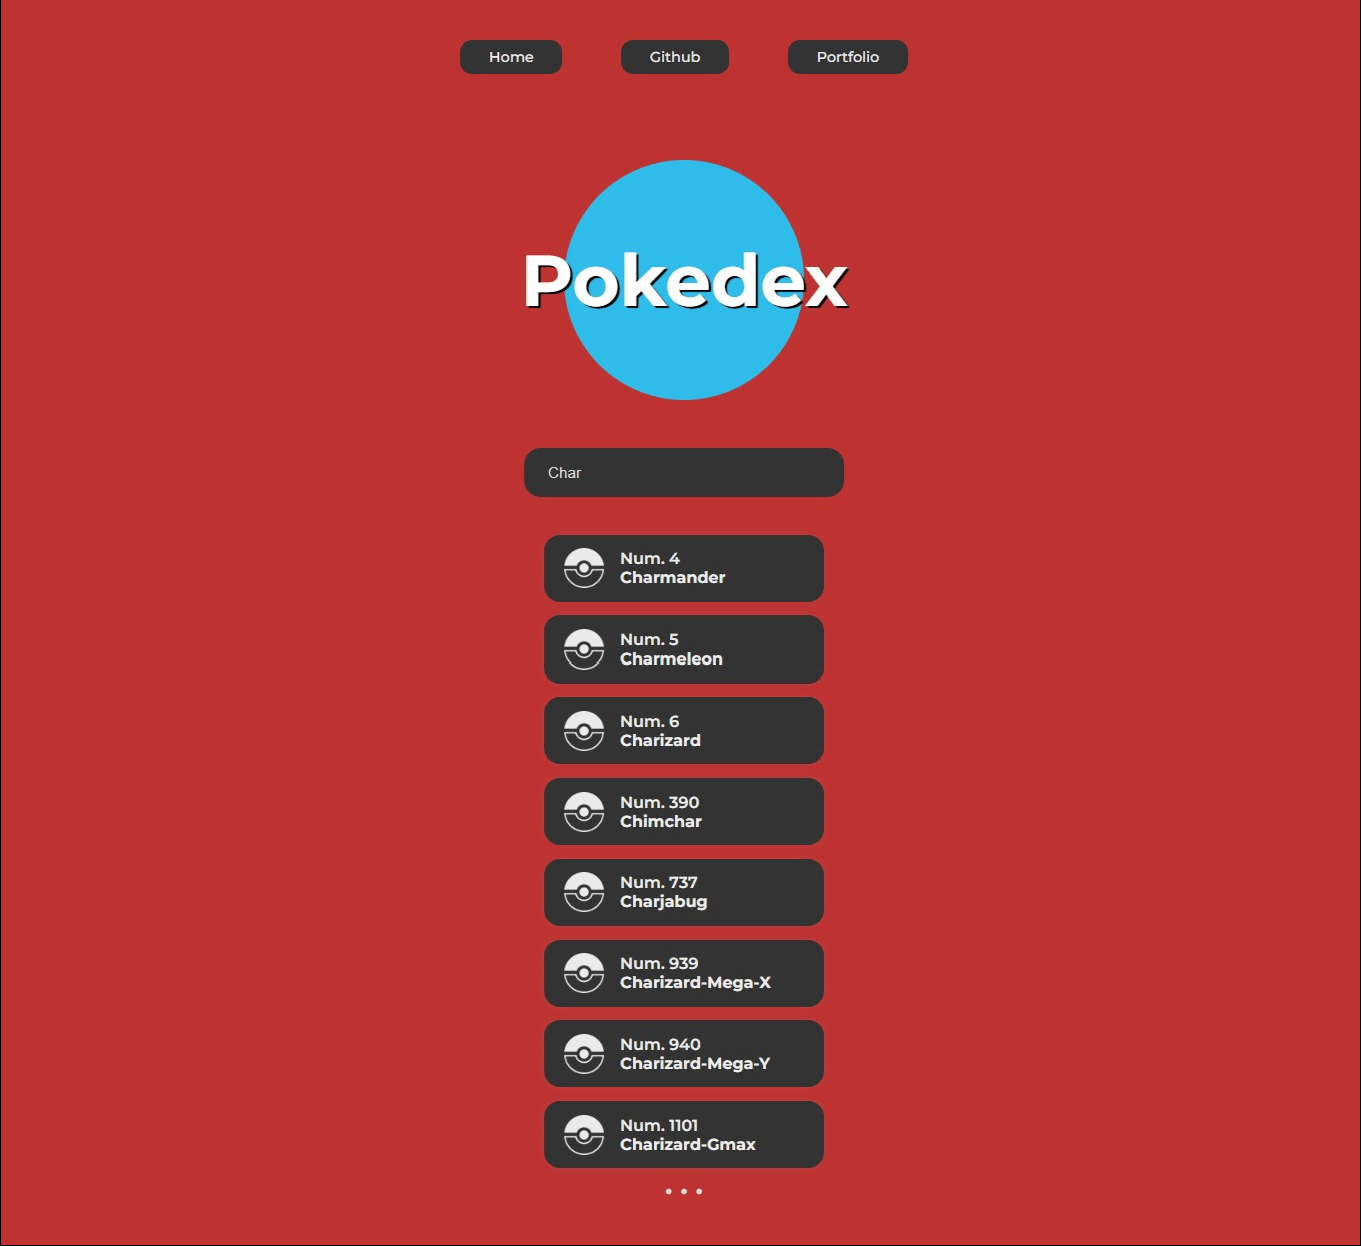 Home
Github
Portfolio
Pokedex
Char
Num. 4
Charmander
Num. 5
Charmeleon
Num. 6
Charizard
Num. 390
Chimchar
Num. 737
Charjabug
Num. 939
Charizard-Mega-X
Num. 940
Charizard-Mega-Y
Num. 1101
Charizard-Gmax